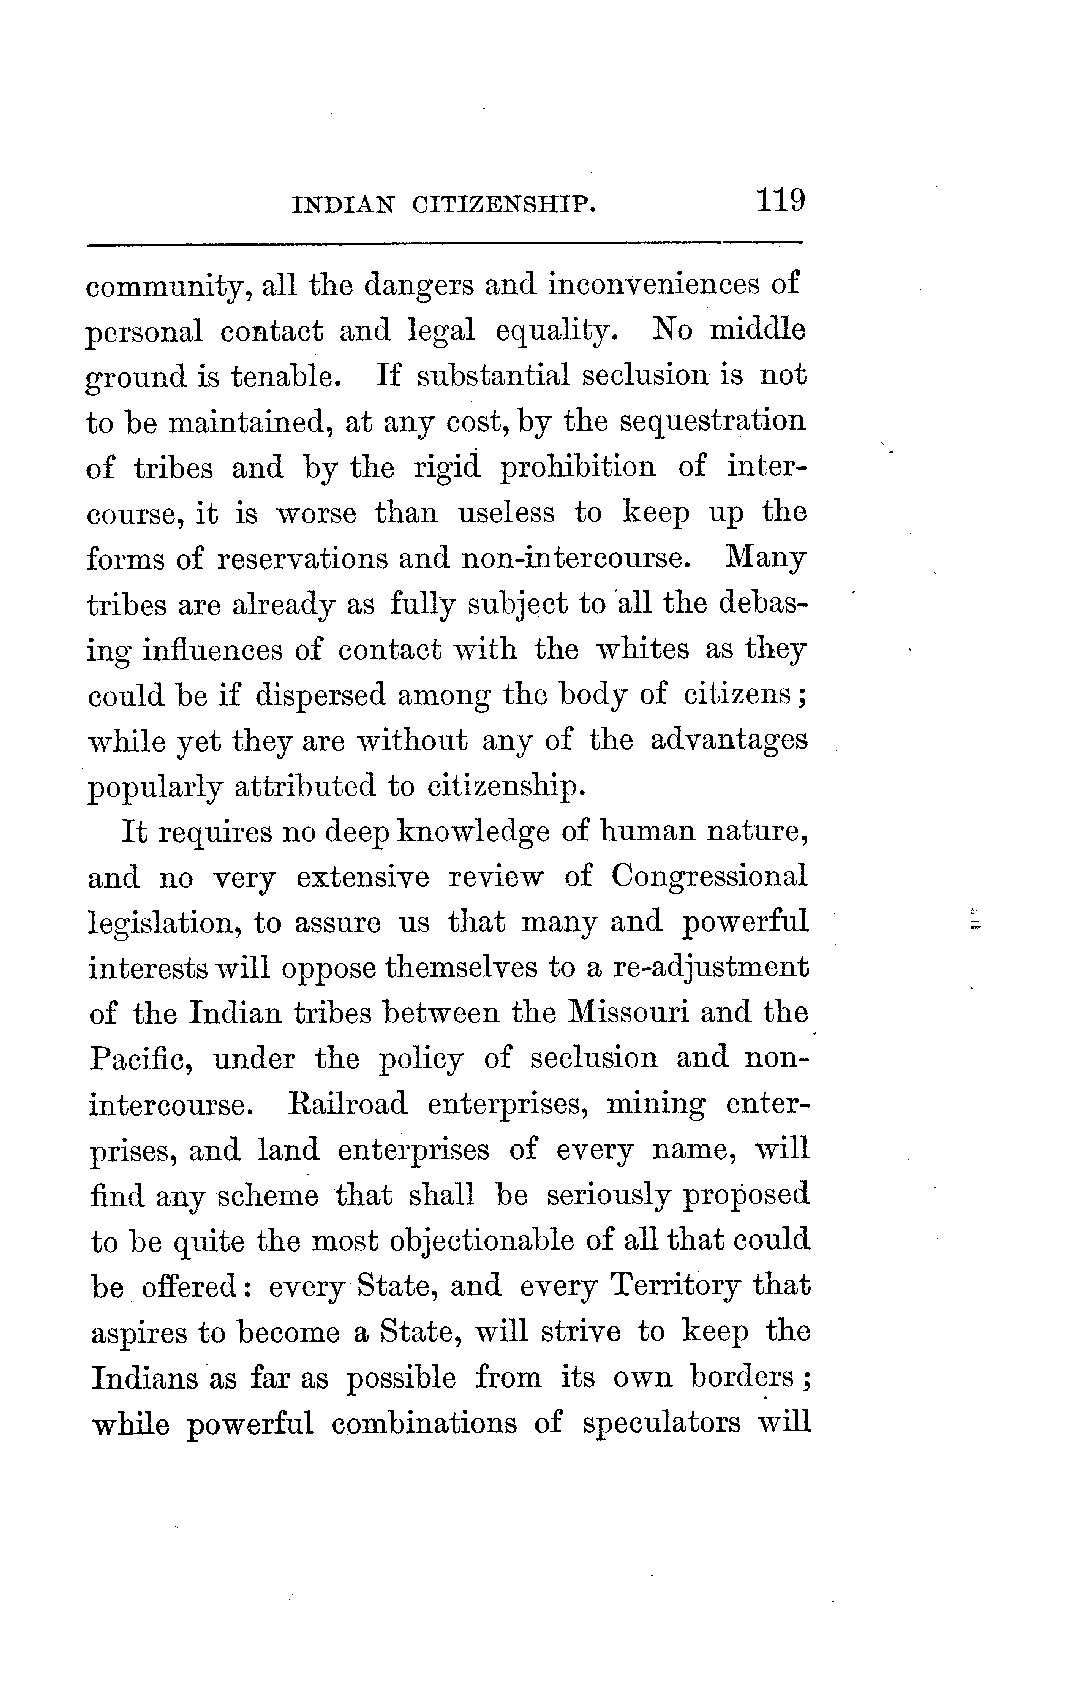 INDIAN CITIZENSHIP. 119
community, all the dangers and inconveniences of
personal contact and legal equality. No middle
ground is tenable. If substantial seclusion is not
to be maintained, at any cost, by the sequestration
of tribes and by the rigid prohibition of inter-
course, it is worse than useless to keep up the
forms of reservations and non-intercourse. Many
tribes are already as fully subject to all the debas-
ing influences of contact with the whites as they
could be if dispersed among the body of citizens;
while yet they are without any of the advantages
popularly attributed to citizenship.
It requires no deep knowledge of human nature,
and no very extensive review of Congressional
legislation, to assure us that many and powerful
interests will oppose themselves to a re-adjustment
of the Indian tribes between the Missouri and the
Pacific, under the policy of seclusion and non-
intercourse. Railroad enterprises, mining enter-
prises, and land enterprises of every name, will
find any scheme that shall be seriously proposed
to be quite the most objectionable of all that could
be offered: every State, and every Territory that
aspires to become a State, will strive to keep the
Indians as far as possible from its own borders;
while powerful combinations of speculators will